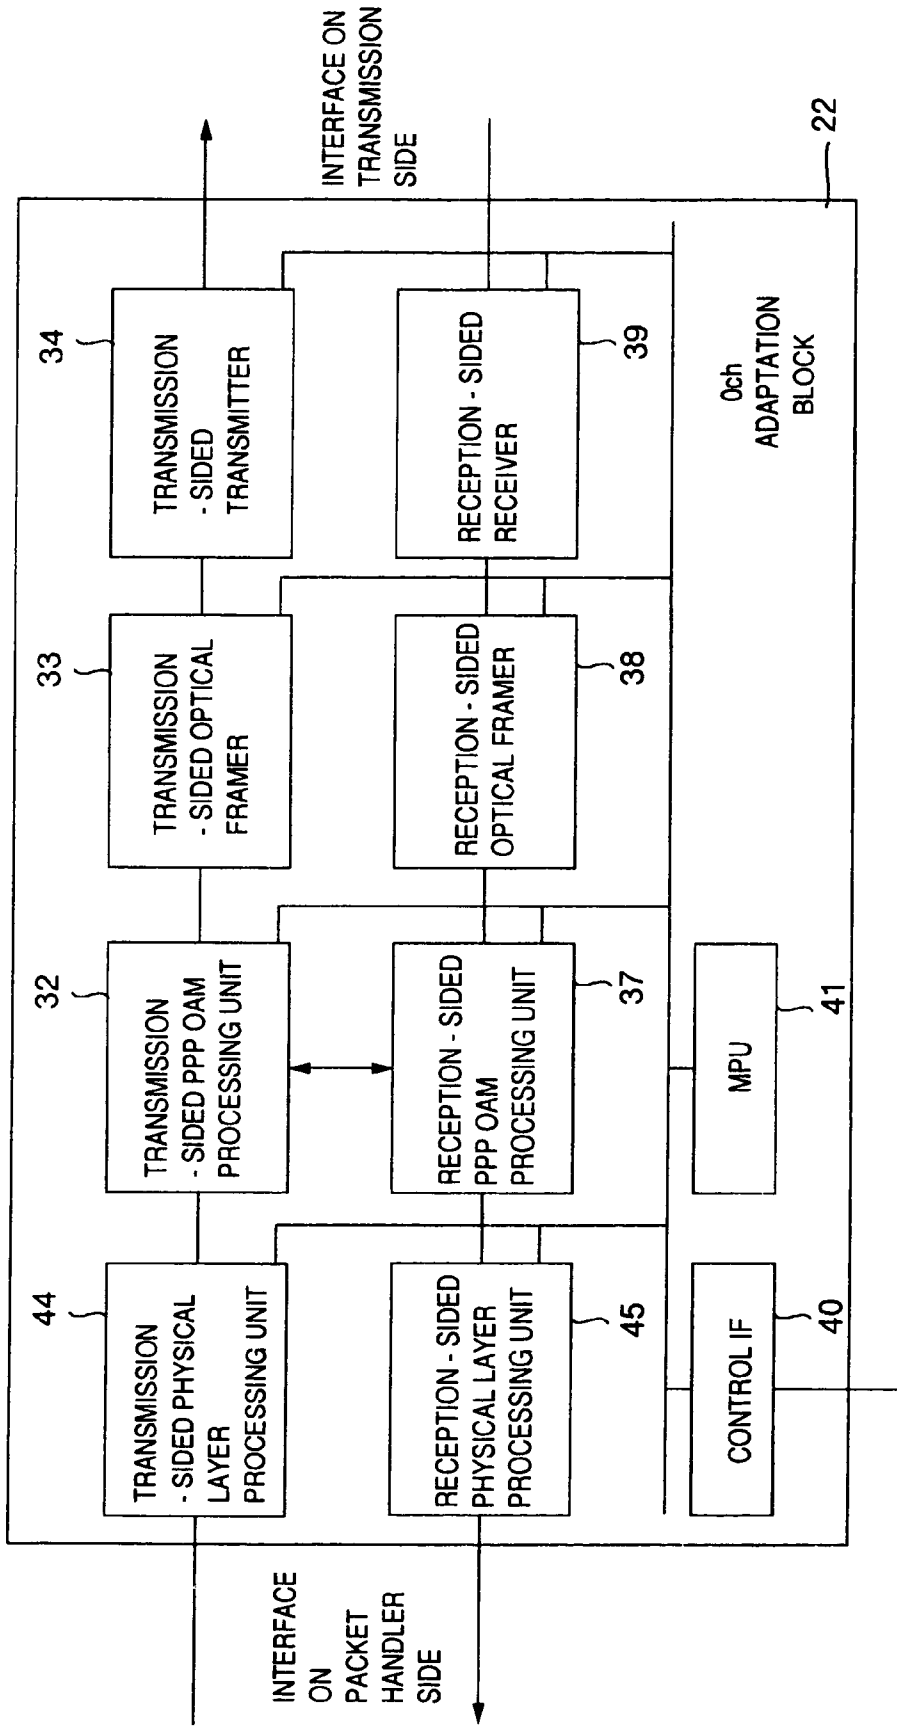 INTERFACE
ON
PACKET
HANDLER
SIDE
44
TRANSMISSION
- SIDED PHYSICAL
LAYER
PROCESSING UNIT
32
TRANSMISSION
- SIDED PPP OAM
PROCESSING UNIT
33
TRANSMISSION
- SIDED OPTICAL
FRAMER
34
TRANSMISSION
- SIDED
TRANSMITTER
INTERFACE ON
TRANSMISSION
SIDE
RECEPTION - SIDED
PHYSICAL LAYER
PROCESSING UNIT
45
RECEPTION - SIDED
PPP OAM
PROCESSING UNIT
37
RECEPTION - SIDED
OPTICAL FRAMER
38
RECEPTION - SIDED
RECEIVER
39
CONTROL IF
40
MPU
41
0ch
ADAPTATION
BLOCK
22